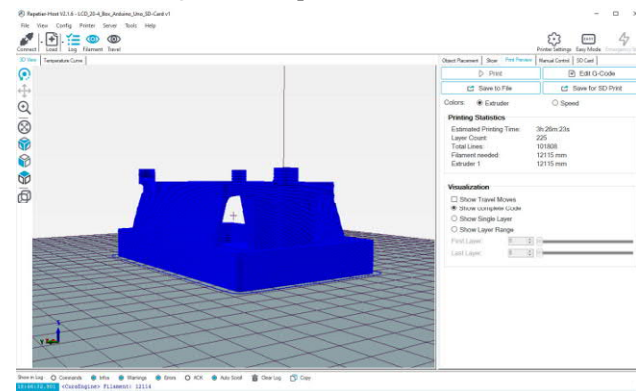 Repetier-Host V2.1.6 - LCD_20-4_Box_Arduino_Uno_SD-Card v1
File View Config Printer Server Tools Help
Connect Load Log Filament Travel Printer Settings Easy Mode Emergency Stop
3D View Temperature Curve Object Placement Slicer Print Preview Manual Control SD Card
Print Edit G-Code
Save to File Save for SD Print
Colors: Extruder Speed
Printing Statistics
Estimated Printing Time: 3h:26m:23s
Layer Count: 225
Total Lines: 101808
Filament needed: 12115 mm
Extruder 1 12115 mm
Visualization
Show Travel Moves
Show complete Code
Show Single Layer
Show Layer Range
First Layer: 0
Last Layer: 0
Show in Log Commands Infos Warnings Errors ACK Auto Scroll Clear Log Copy
<CuraEngine> Filament: 12114